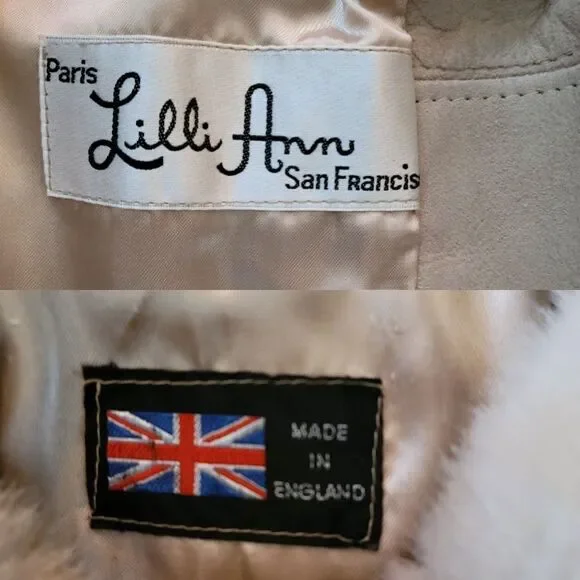 Paris
Lilli Ann
San Francis
MADE
IN
ENGLAND